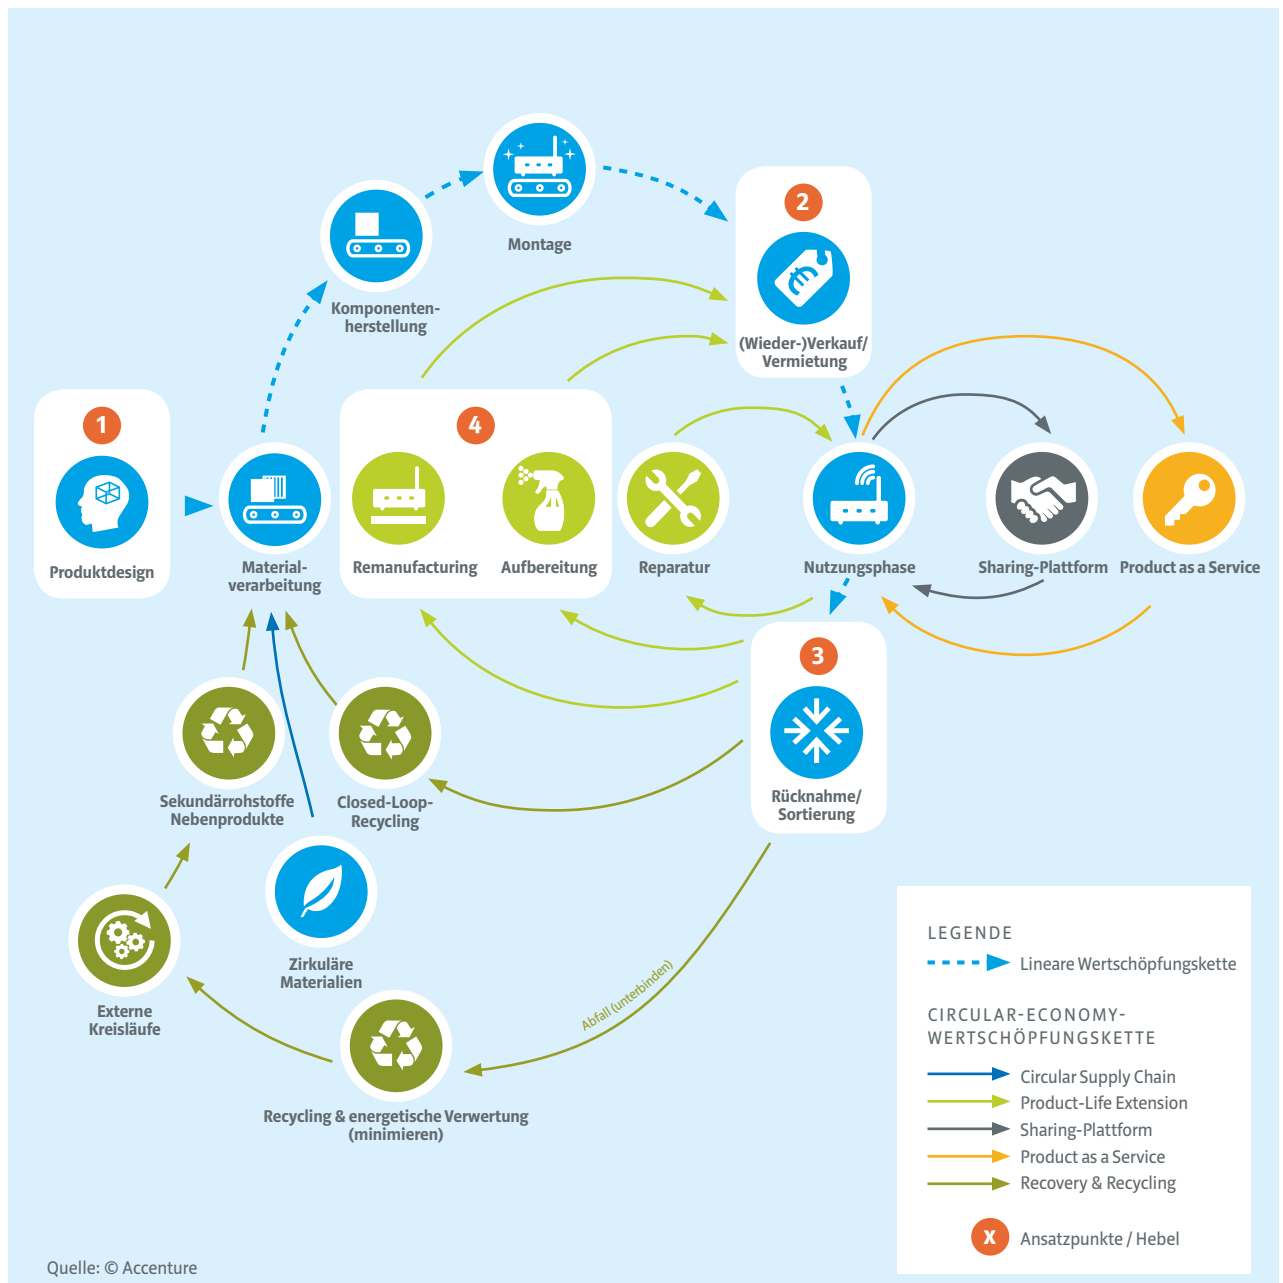 Montage
Komponenten-
herstellung
2
(Wieder-)Verkauf/
Vermietung
1
Produktdesign
Material-
verarbeitung
4
Remanufacturing
Aufbereitung
Reparatur
Nutzungsphase
Sharing-Plattform
Product as a Service
3
Rücknahme/
Sortierung
Sekundärrohstoffe
Nebenprodukte
Closed-Loop-
Recycling
Zirkuläre
Materialien
Externe
Kreisläufe
Abfall (unterbinden)
Recycling & energetische Verwertung
(minimieren)
LEGENDE
Lineare Wertschöpfungskette
CIRCULAR-ECONOMY-
WERTSCHÖPFUNGSKETTE
Circular Supply Chain
Product-Life Extension
Sharing-Plattform
Product as a Service
Recovery & Recycling
X Ansatzpunkte / Hebel
Quelle: © Accenture